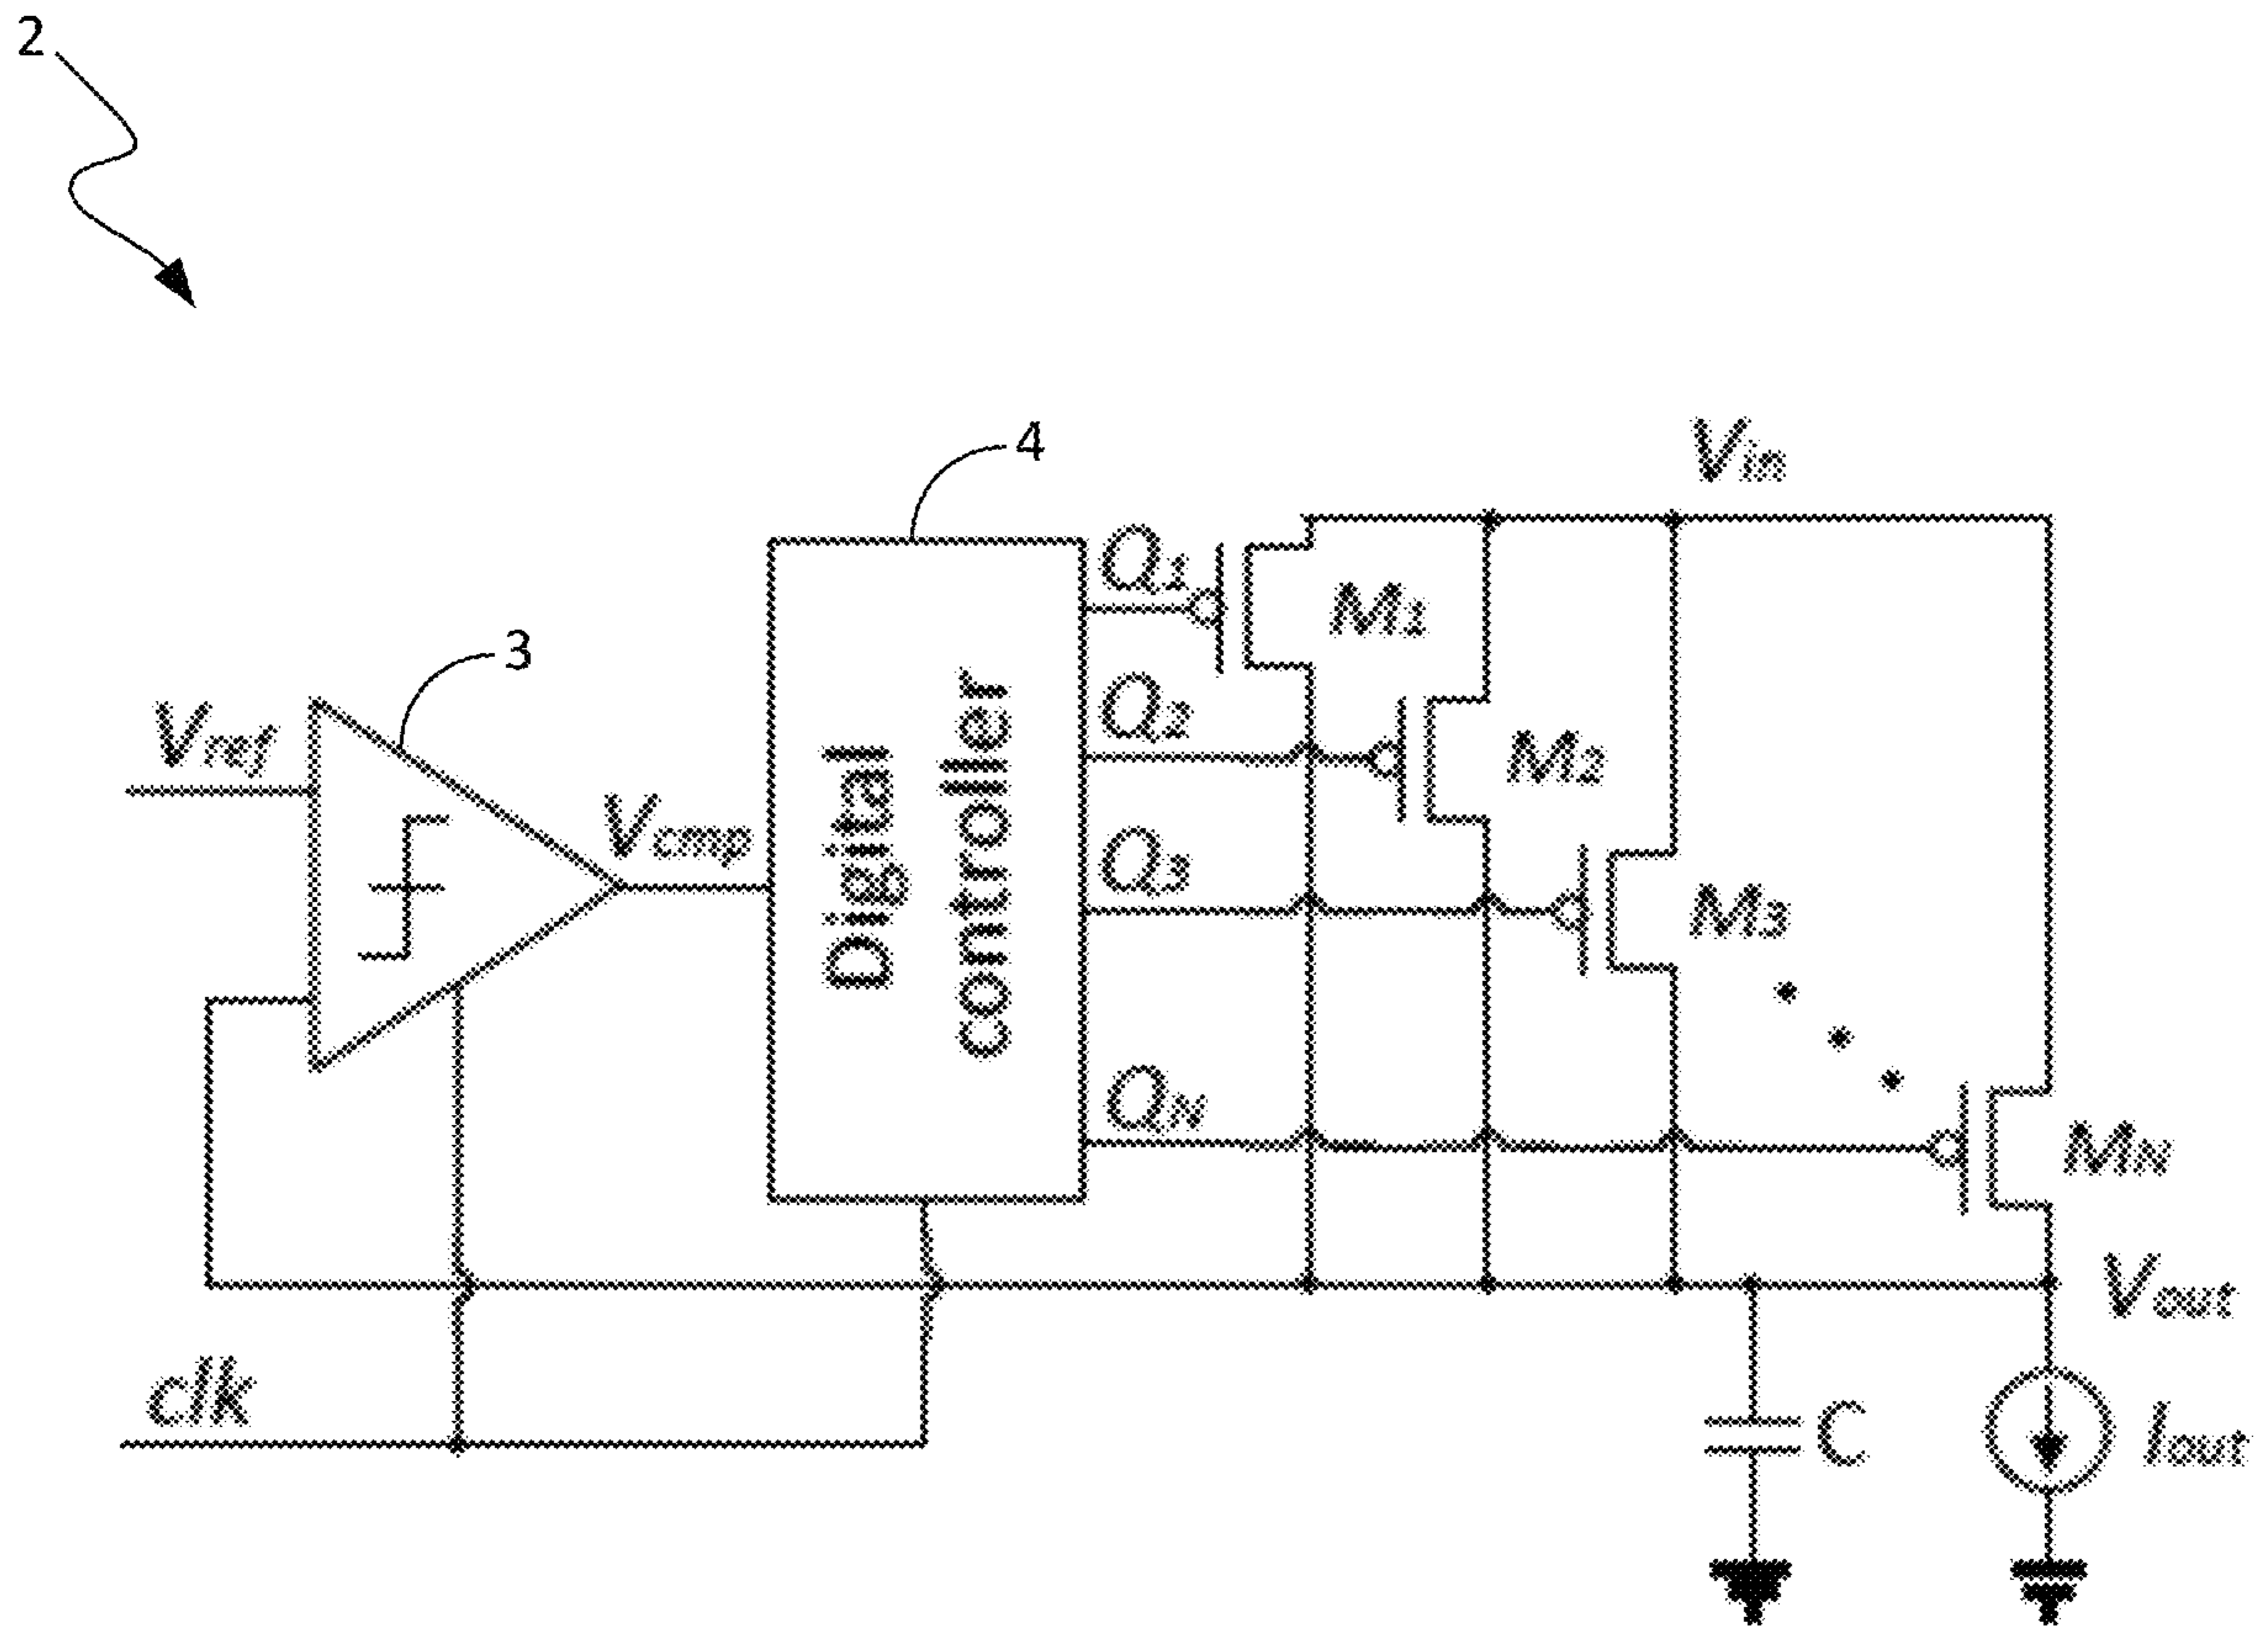 2
4
Vin
Q1
M1
3
Vref
Q2
M2
Vcmp
Digital
controller
Q3
M3
QN
MN
Vout
clk
C
Iout